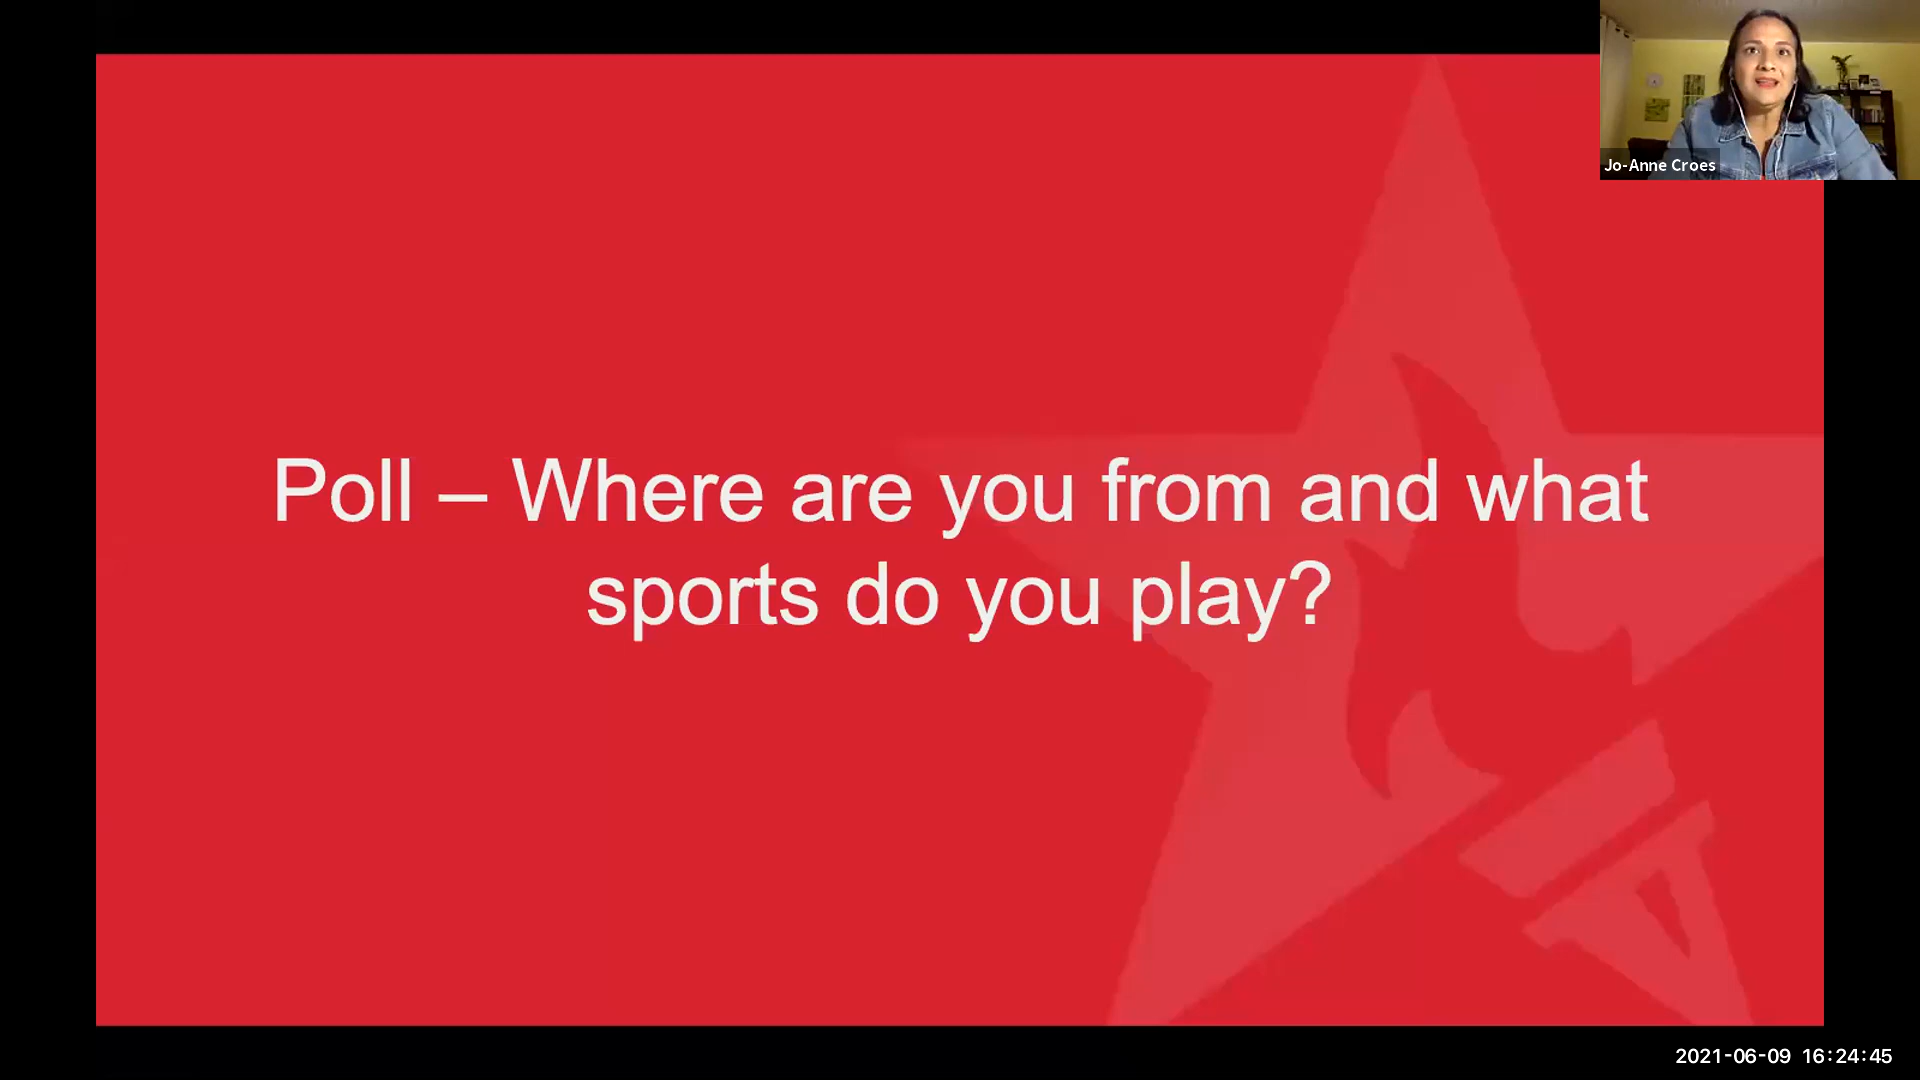 Jo-Anne Croes
Poll – Where are you from and what
sports do you play?
2021-06-09 16:24:45